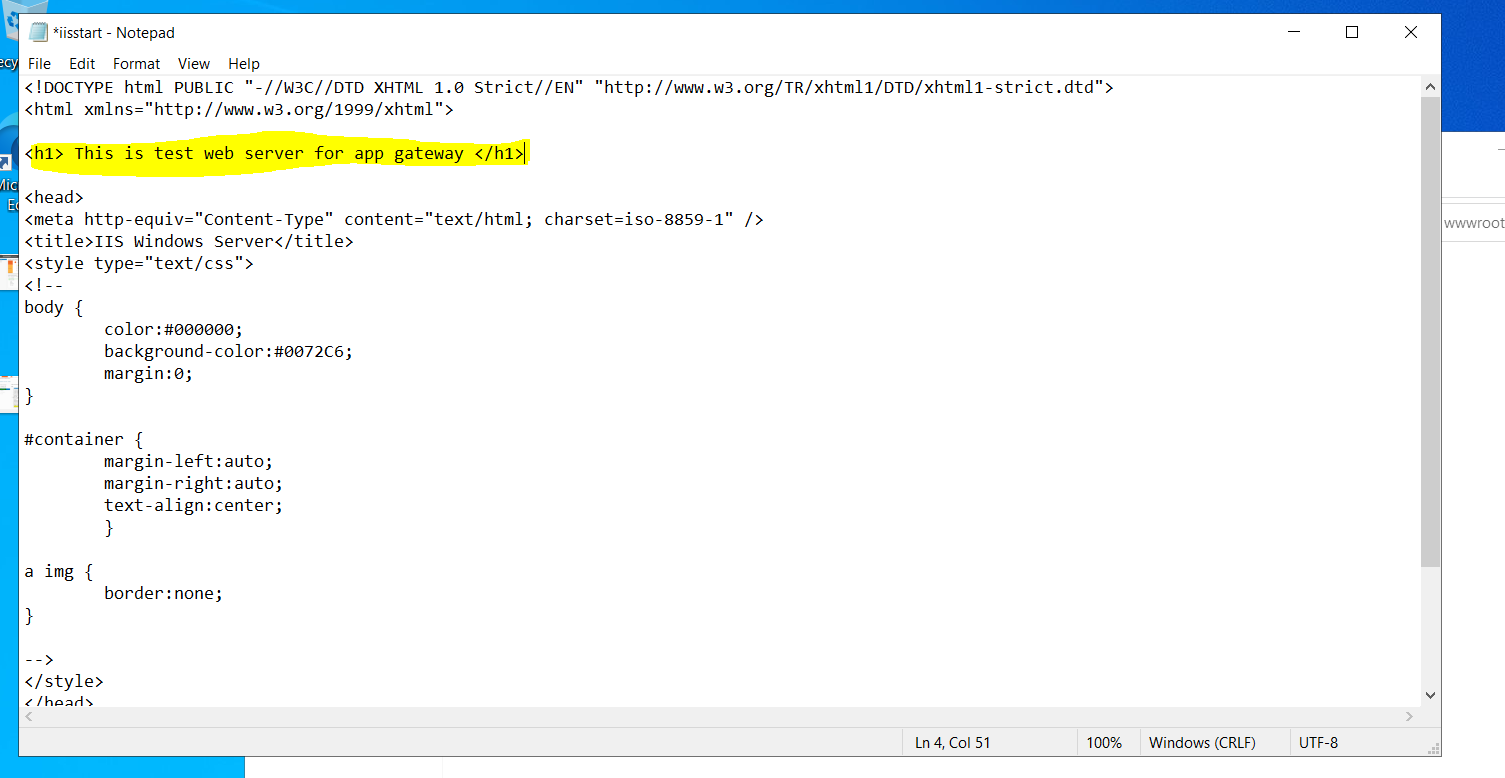 *iisstart - Notepad
File Edit Format View Help
<!DOCTYPE html PUBLIC "-//W3C//DTD XHTML 1.0 Strict//EN" "http://www.w3.org/TR/xhtml1/DTD/xhtml1-strict.dtd">
<html xmlns="http://www.w3.org/1999/xhtml">
<h1> This is test web server for app gateway </h1>
<head>
<meta http-equiv="Content-Type" content="text/html; charset=iso-8859-1" />
<title>IIS Windows Server</title>
<style type="text/css">
<!--
body {
color:#000000;
background-color:#0072C6;
margin:0;
}
#container {
margin-left:auto;
margin-right:auto;
text-align:center;
}
a img {
border:none;
}
-->
</style>
</head>
Ln 4, Col 51 100% Windows (CRLF) UTF-8
ecy
Mic
Ec
wwwroot